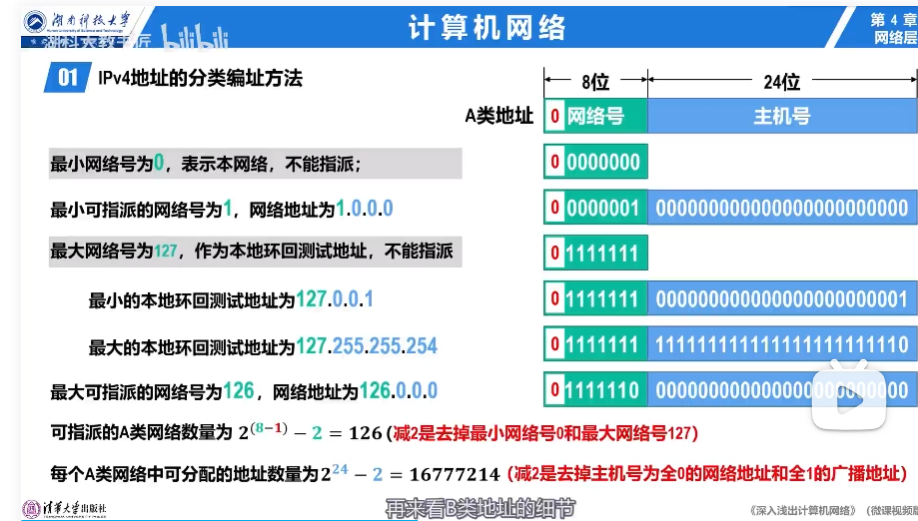 湖南科技大学
湖科大教书匠
bilibili
计算机网络
第 4 章
网络层
01 IPv4地址的分类编址方法
8位 24位
A类地址 0 网络号 主机号
最小网络号为0，表示本网络，不能指派； 0 0000000
最小可指派的网络号为1，网络地址为1.0.0.0 0 0000001 000000000000000000000000
最大网络号为127，作为本地环回测试地址，不能指派 0 1111111
最小的本地环回测试地址为127.0.0.1 0 1111111 000000000000000000000001
最大的本地环回测试地址为127.255.255.254 0 1111111 111111111111111111111110
最大可指派的网络号为126，网络地址为126.0.0.0 0 1111110 000000000000000000000000
可指派的A类网络数量为 2^(8−1) − 2 = 126 (减2是去掉最小网络号0和最大网络号127)
每个A类网络中可分配的地址数量为2^24 − 2 = 16777214 (减2是去掉主机号为全0的网络地址和全1的广播地址)
清华大学出版社
再来看B类地址的细节
《深入浅出计算机网络》（微课视频版